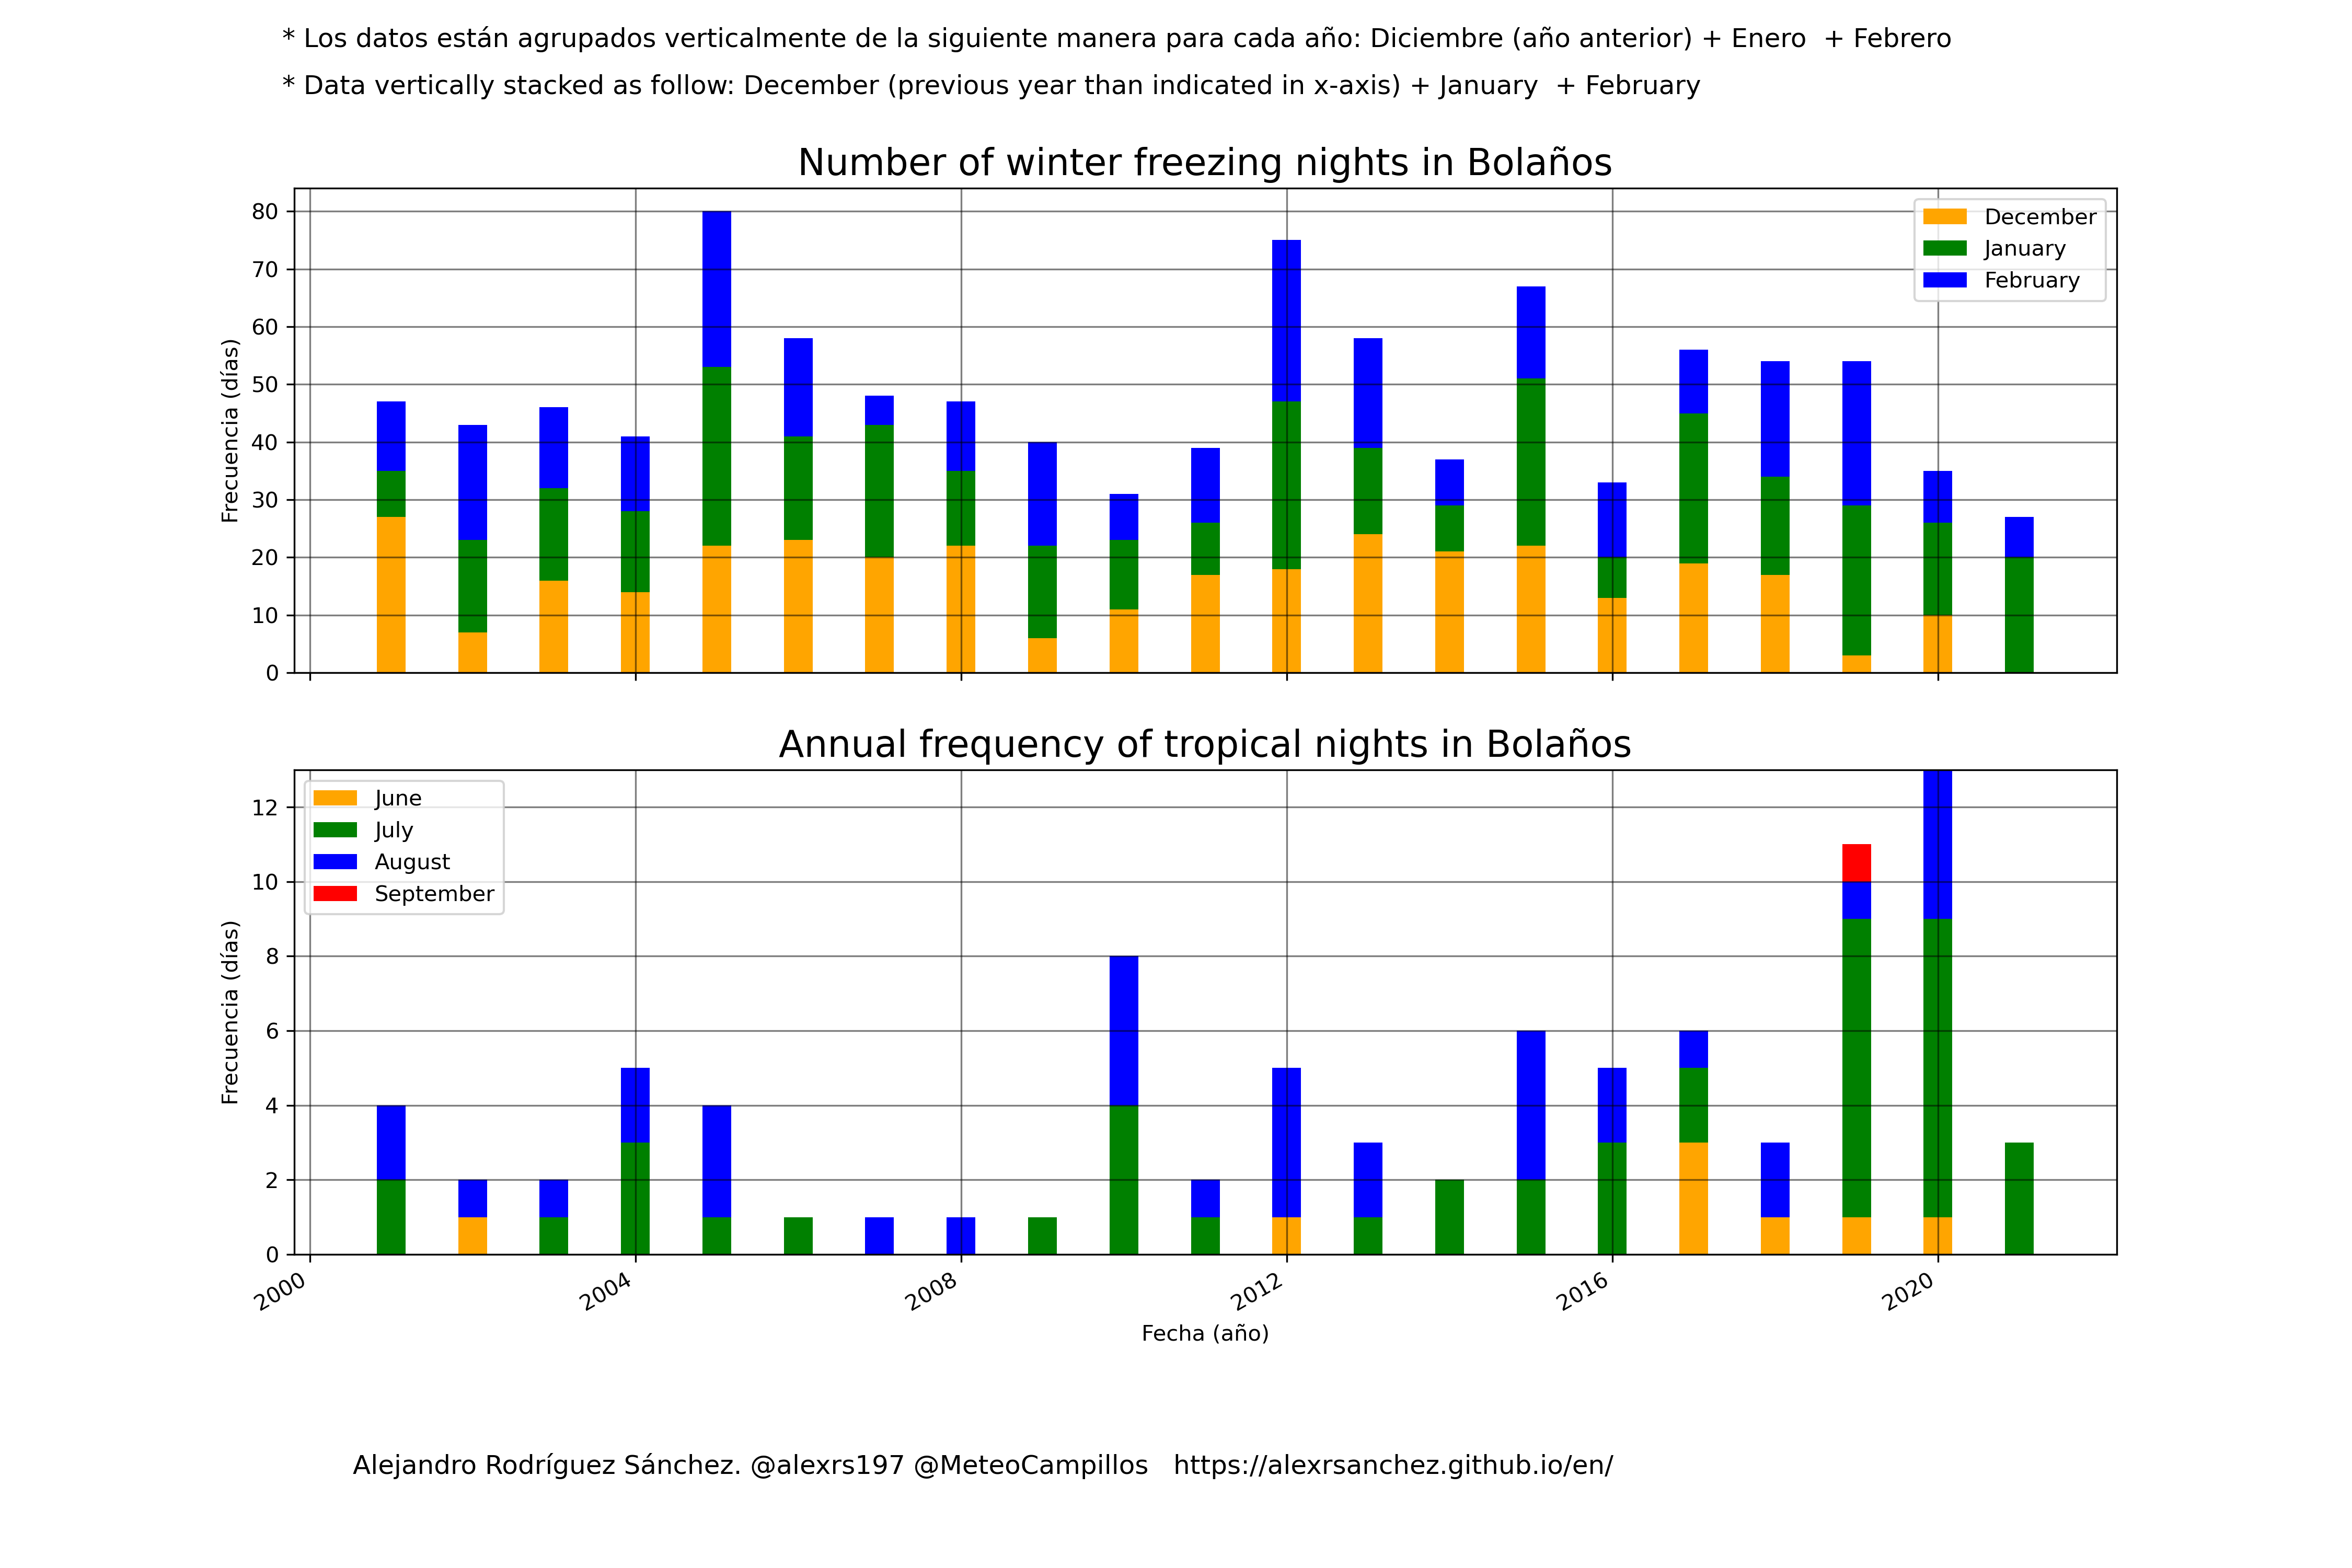 * Los datos están agrupados verticalmente de la siguiente manera para cada año: Diciembre (año anterior) + Enero  + Febrero
* Data vertically stacked as follow: December (previous year than indicated in x-axis) + January  + February
Number of winter freezing nights in Bolaños
80
70
60
50
40
30
20
10
0
Frecuencia (días)
December
January
February
Annual frequency of tropical nights in Bolaños
12
10
8
6
4
2
0
Frecuencia (días)
June
July
August
September
2000
2004
2008
2012
2016
2020
Fecha (año)
Alejandro Rodríguez Sánchez. @alexrs197 @MeteoCampillos   https://alexrsanchez.github.io/en/